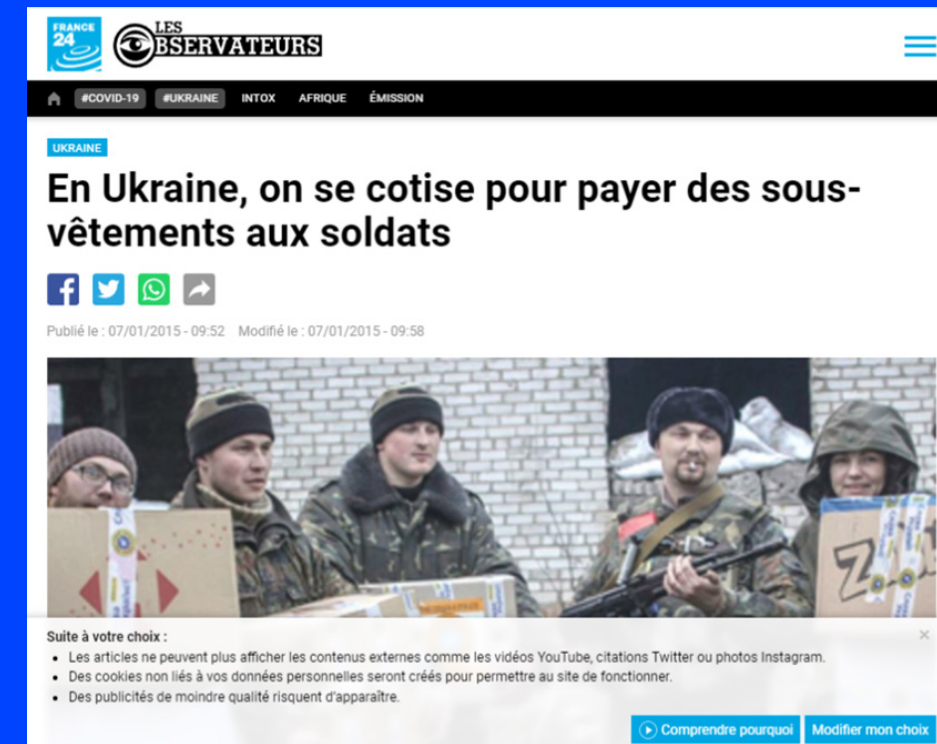 FRANCE
24
LES
OBSERVATEURS
#COVID-19 #UKRAINE INTOX AFRIQUE ÉMISSION
UKRAINE
En Ukraine, on se cotise pour payer des sous-
vêtements aux soldats
Publié le : 07/01/2015 - 09:52 Modifié le : 07/01/2015 - 09:58
Suite à votre choix :
• Les articles ne peuvent plus afficher les contenus externes comme les vidéos YouTube, citations Twitter ou photos Instagram.
• Des cookies non liés à vos données personnelles seront créés pour permettre au site de fonctionner.
• Des publicités de moindre qualité risquent d'apparaître.
Comprendre pourquoi Modifier mon choix